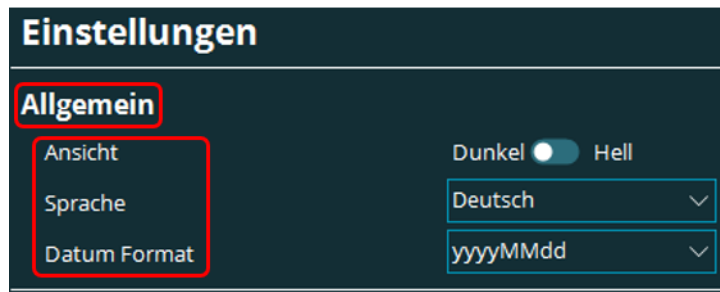 Einstellungen
Allgemein
Ansicht Dunkel Hell
Sprache Deutsch
Datum Format yyyyMMdd